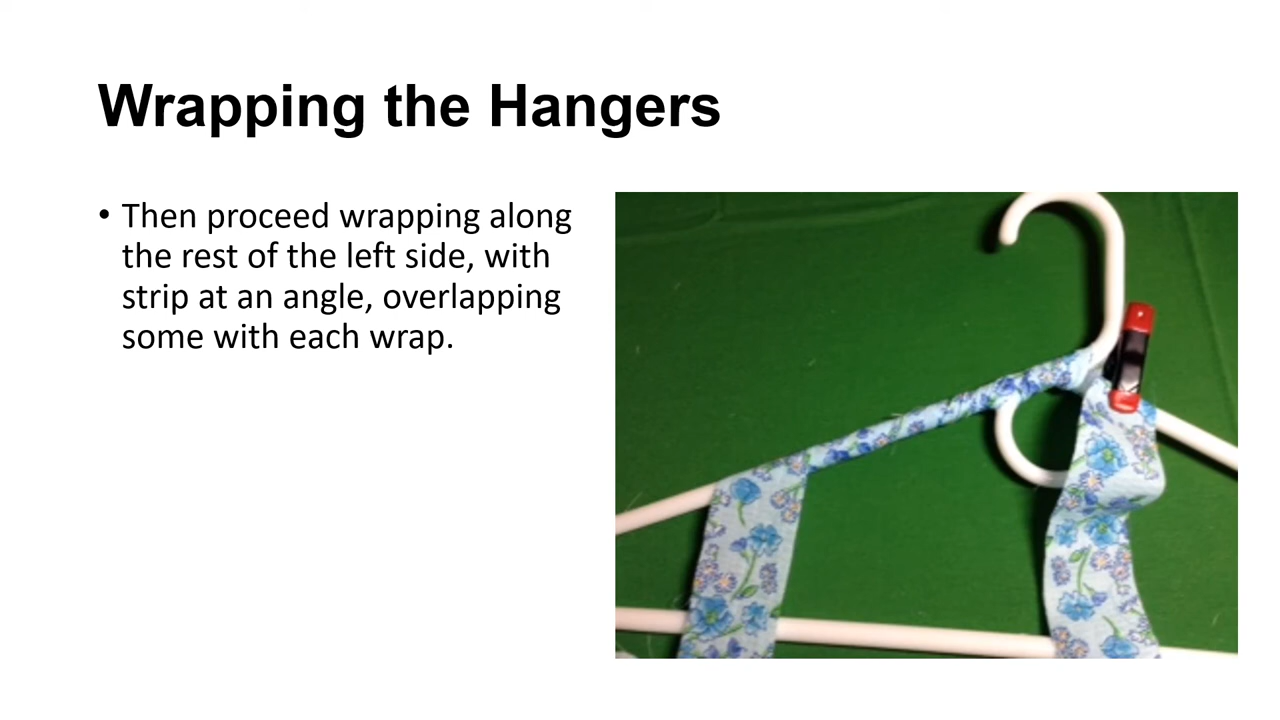 Wrapping the Hangers
• Then proceed wrapping along
the rest of the left side, with
strip at an angle, overlapping
some with each wrap.